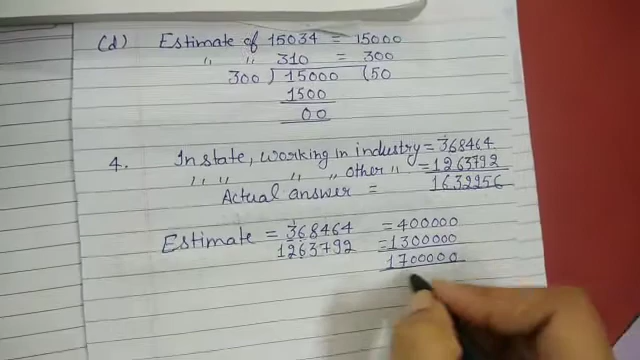 (d) Estimate of 15034 = 15000
" " 310 = 300
300 ) 15000 (50
1500
00
4. In state, working in industry = 368464
" " " " other " = 1263792
Actual answer = 1632256
Estimate = 368464 = 400000
1263792 = 1300000
1700000